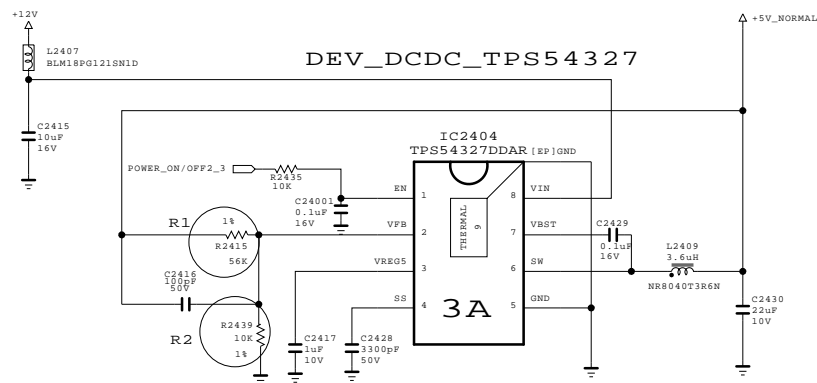 +12V
+5V_NORMAL
L2407
BLM18PG121SN1D
DEV_DCDC_TPS54327
C2415
10uF
16V
IC2404
TPS54327DDAR
[EP]GND
POWER_ON/OFF2_3
R2435
10K
C24001
0.1uF
16V
EN
1
8
VIN
R1
1%
R2415
56K
VFB
2
THERMAL
9
7
VBST
C2429
0.1uF
16V
L2409
3.6uH
NR8040T3R6N
VREG5
3
6
SW
C2416
100pF
50V
SS
4
3A
5
GND
C2430
22uF
10V
R2
R2439
10K
1%
C2417
1uF
10V
C2428
3300pF
50V